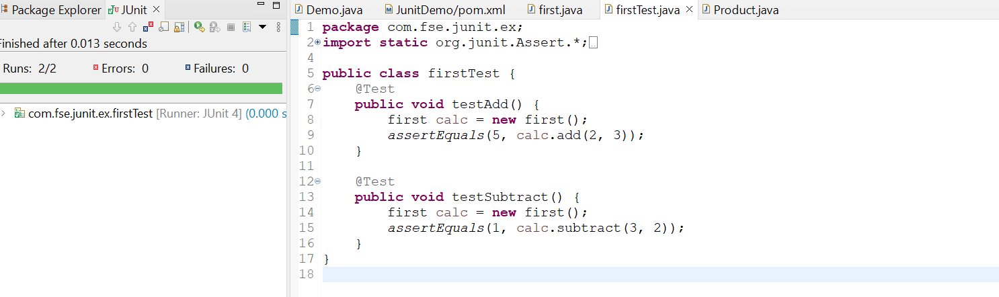 Package Explorer JUnit
Finished after 0.013 seconds
Runs: 2/2 Errors: 0 Failures: 0
com.fse.junit.ex.firstTest [Runner: JUnit 4] (0.000 s
Demo.java JunitDemo/pom.xml first.java firstTest.java Product.java
1 package com.fse.junit.ex;
2 import static org.junit.Assert.*;
4
5 public class firstTest {
6 @Test
7 public void testAdd() {
8 first calc = new first();
9 assertEquals(5, calc.add(2, 3));
10 }
11
12 @Test
13 public void testSubtract() {
14 first calc = new first();
15 assertEquals(1, calc.subtract(3, 2));
16 }
17 }
18